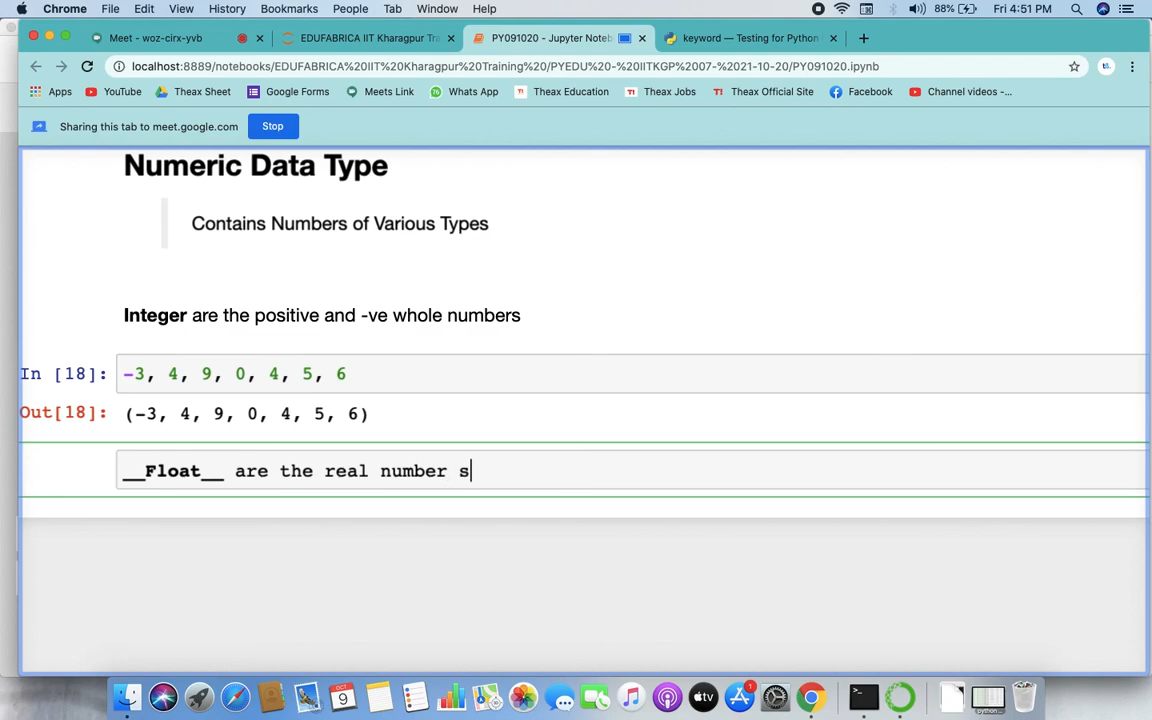 Chrome File Edit View History Bookmarks People Tab Window Help 88% Fri 4:51 PM
Meet - woz-cirx-yvb EDUFABRICA IIT Kharagpur Tra PY091020 - Jupyter Noteb keyword — Testing for Python
localhost:8889/notebooks/EDUFABRICA%20IIT%20Kharagpur%20Training%20/PYEDU%20-%20IITKGP%2007-%2021-10-20/PY091020.ipynb
Apps YouTube Theax Sheet Google Forms Meets Link Whats App Theax Education Theax Jobs Theax Official Site Facebook Channel videos -...
Sharing this tab to meet.google.com Stop
Numeric Data Type
Contains Numbers of Various Types
Integer are the positive and -ve whole numbers
In [18]: -3, 4, 9, 0, 4, 5, 6
Out[18]: (-3, 4, 9, 0, 4, 5, 6)
__Float__ are the real number s
OCT
9
tv
1